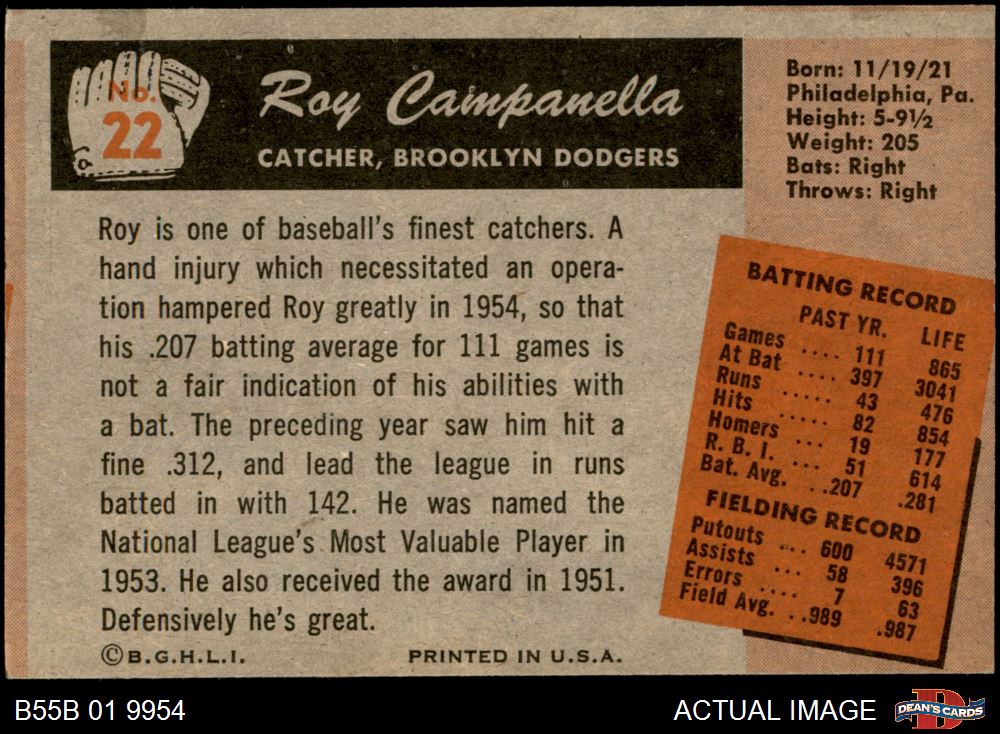 No.
22
Roy Campanella
CATCHER, BROOKLYN DODGERS
Born: 11/19/21
Philadelphia, Pa.
Height: 5-9½
Weight: 205
Bats: Right
Throws: Right
Roy is one of baseball's finest catchers. A
hand injury which necessitated an opera-
tion hampered Roy greatly in 1954, so that
his .207 batting average for 111 games is
not a fair indication of his abilities with
a bat. The preceding year saw him hit a
fine .312, and lead the league in runs
batted in with 142. He was named the
National League's Most Valuable Player in
1953. He also received the award in 1951.
Defensively he's great.
©B.G.H.L.I. PRINTED IN U.S.A.
BATTING RECORD
PAST YR. LIFE
Games .... 111 865
At Bat .... 397 3041
Runs ..... 43 476
Hits ..... 82 854
Homers ... 19 177
R. B. I. ... 51 614
Bat. Avg. ..207 .281
FIELDING RECORD
Putouts ... 600 4571
Assists ... 58 396
Errors .... 7 63
Field Avg. ..989 .987
B55B 01 9954
ACTUAL IMAGE
DEAN'S CARDS